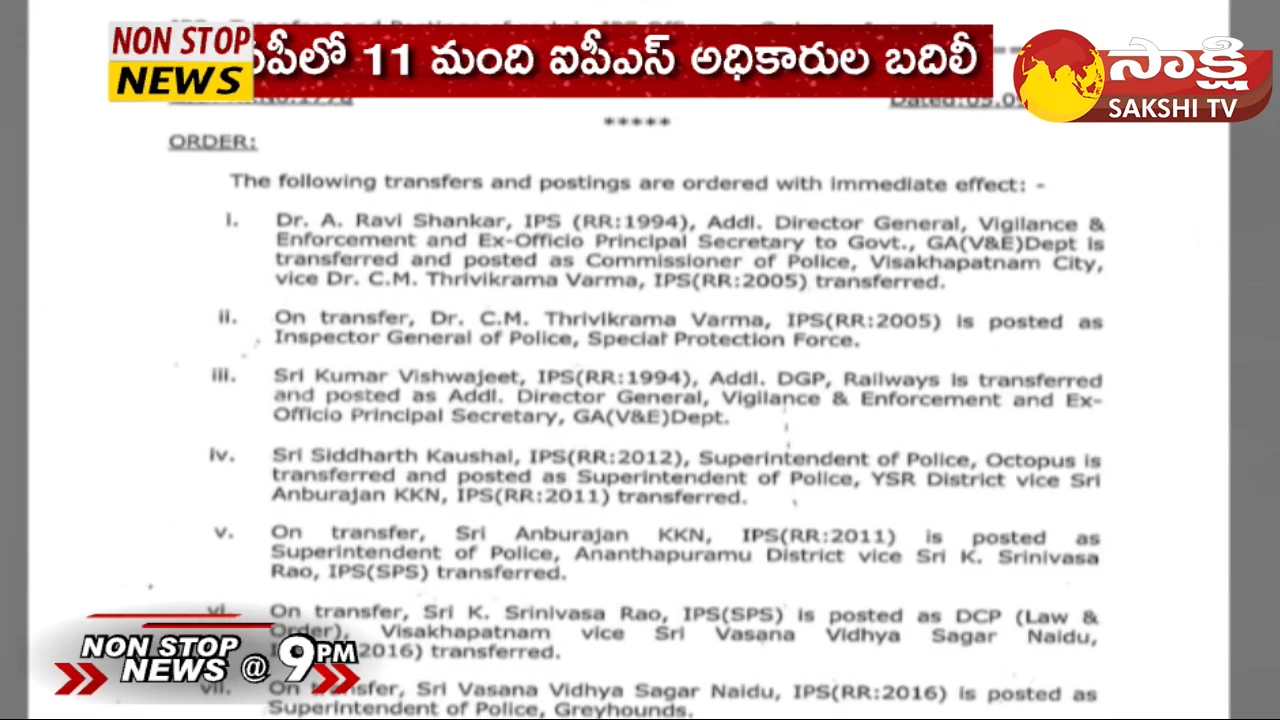 NON STOP
NEWS
ఏపీలో 11 మంది ఐపీఎస్ అధికారుల బదిలీ
సాక్షి
SAKSHI TV
*****
ORDER:
The following transfers and postings are ordered with immediate effect: -
i. Dr. A. Ravi Shankar, IPS (RR:1994), Addl. Director General, Vigilance &
Enforcement and Ex-Officio Principal Secretary to Govt., GA(V&E)Dept is
transferred and posted as Commissioner of Police, Visakhapatnam City,
vice Dr. C.M. Thrivikrama Varma, IPS(RR:2005) transferred.
ii. On transfer, Dr. C.M. Thrivikrama Varma, IPS(RR:2005) is posted as
Inspector General of Police, Special Protection Force.
iii. Sri Kumar Vishwajeet, IPS(RR:1994), Addl. DGP, Railways is transferred
and posted as Addl. Director General, Vigilance & Enforcement and Ex-
Officio Principal Secretary, GA(V&E)Dept.
iv. Sri Siddharth Kaushal, IPS(RR:2012), Superintendent of Police, Octopus is
transferred and posted as Superintendent of Police, YSR District vice Sri
Anburajan KKN, IPS(RR:2011) transferred.
v. On transfer, Sri Anburajan KKN, IPS(RR:2011) is posted as
Superintendent of Police, Ananthapuramu District vice Sri K. Srinivasa
Rao, IPS(SPS) transferred.
vi. On transfer, Sri K. Srinivasa Rao, IPS(SPS) is posted as DCP (Law &
Order), Visakhapatnam vice Sri Vasana Vidhya Sagar Naidu,
2016) transferred.
vii. On transfer, Sri Vasana Vidhya Sagar Naidu, IPS(RR:2016) is posted as
Superintendent of Police, Greyhounds.
NON STOP
NEWS @ 9PM